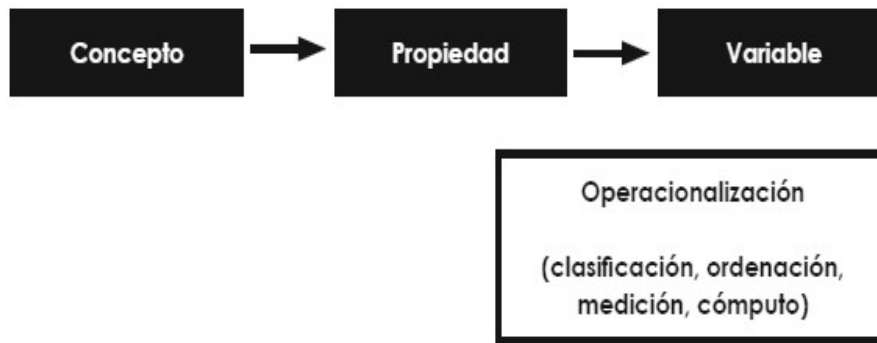 Concepto
Propiedad
Variable
Operacionalización
(clasificación, ordenación,
medición, cómputo)